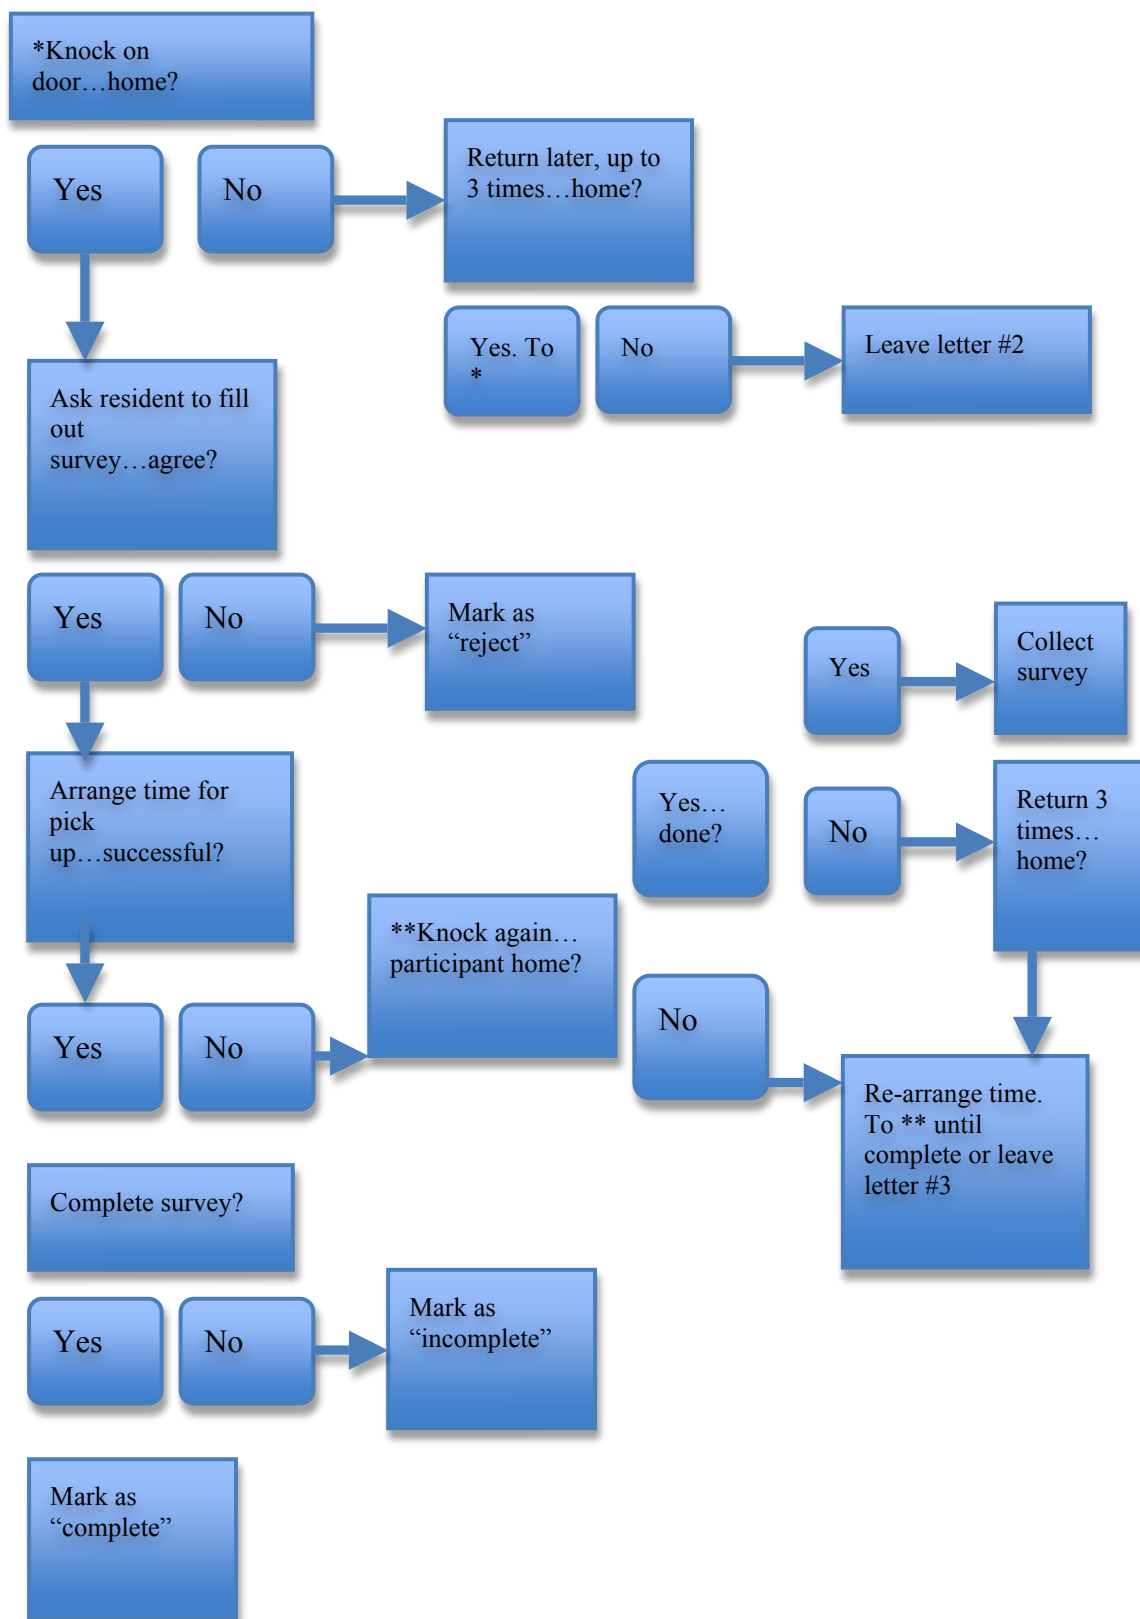 *Knock on
door…home?
Yes
No
Return later, up to
3 times…home?
Yes. To
*
No
Leave letter #2
Ask resident to fill
out
survey…agree?
Yes
No
Mark as
“reject”
Yes
Collect
survey
Arrange time for
pick
up…successful?
Yes…
done?
No
Return 3
times…
home?
**Knock again…
participant home?
Yes
No
No
Re-arrange time.
To ** until
complete or leave
letter #3
Complete survey?
Yes
No
Mark as
“incomplete”
Mark as
“complete”